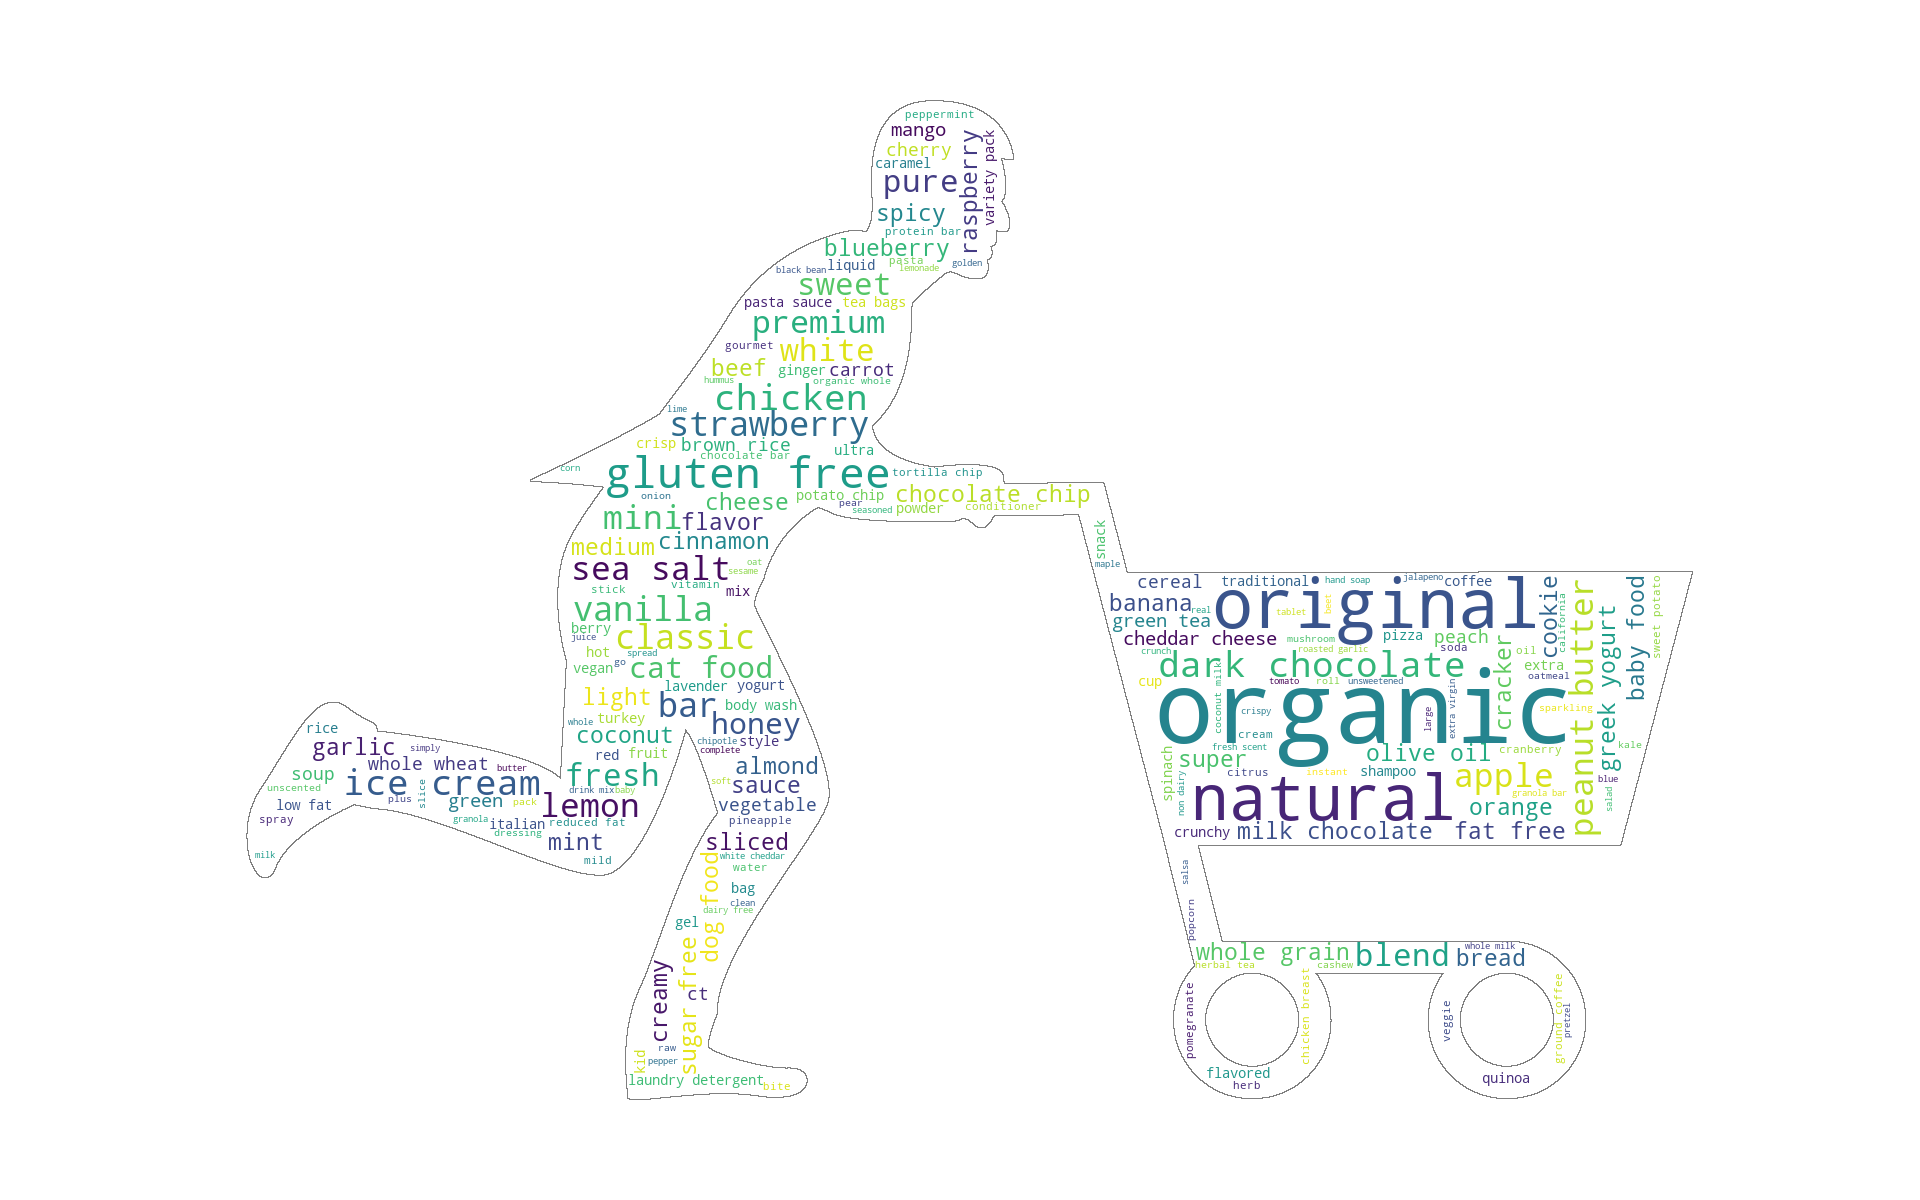 peppermint
mango
cherry
caramel
pure
raspberry
variety pack
spicy
protein bar
blueberry
black bean
liquid
pasta
lemonade
golden
sweet
pasta sauce
tea bags
premium
gourmet
white
beef
ginger
carrot
hummus
organic whole
chicken
lime
strawberry
crisp
brown rice
ultra
chocolate bar
corn
gluten free
tortilla chip
onion
cheese
potato chip
chocolate chip
pear
seasoned
powder
conditioner
mini
flavor
medium
cinnamon
sea salt
oat
sesame
stick
vitamin
mix
vanilla
berry
juice
classic
hot
spread
vegan
go
cat food
light
lavender
yogurt
bar
body wash
whole
turkey
honey
coconut
chipotle
style
complete
red
fruit
fresh
almond
soft
sauce
drink mix
baby
lemon
vegetable
pineapple
rice
garlic
simply
whole wheat
butter
soup
ice cream
unscented
low fat
plus
slice
green
pack
spray
granola
italian
reduced fat
dressing
mint
mild
milk
sliced
white cheddar
water
dog food
bag
clean
dairy free
gel
sugar free
creamy
ct
raw
kid
pepper
laundry detergent
bite
snack
maple
cereal
traditional
hand soap
jalapeno
coffee
original
banana
real
tablet
beet
green tea
cheddar cheese
mushroom
pizza
peach
soda
cookie
california
peanut butter
greek yogurt
baby food
sweet potato
crunch
roasted garlic
dark chocolate
cracker
oil
extra
oatmeal
cup
coconut milk
tomato
roll
unsweetened
organic
crispy
large
extra virgin
sparkling
cream
fresh scent
olive oil
cranberry
kale
spinach
super
citrus
instant
shampoo
apple
blue
non dairy
natural
granola bar
orange
salad
crunchy
milk chocolate
fat free
salsa
popcorn
whole grain
blend
whole milk
bread
herbal tea
cashew
pomegranate
chicken breast
flavored
herb
veggie
ground coffee
pretzel
quinoa